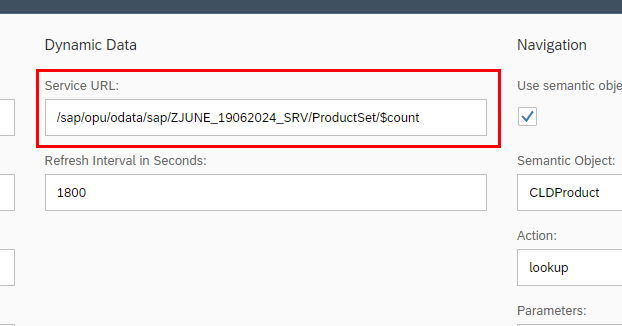 Dynamic Data
Navigation
Service URL:
Use semantic obje
/sap/opu/odata/sap/ZJUNE_19062024_SRV/ProductSet/$count
Refresh Interval in Seconds:
Semantic Object:
1800
CLDProduct
Action:
lookup
Parameters: